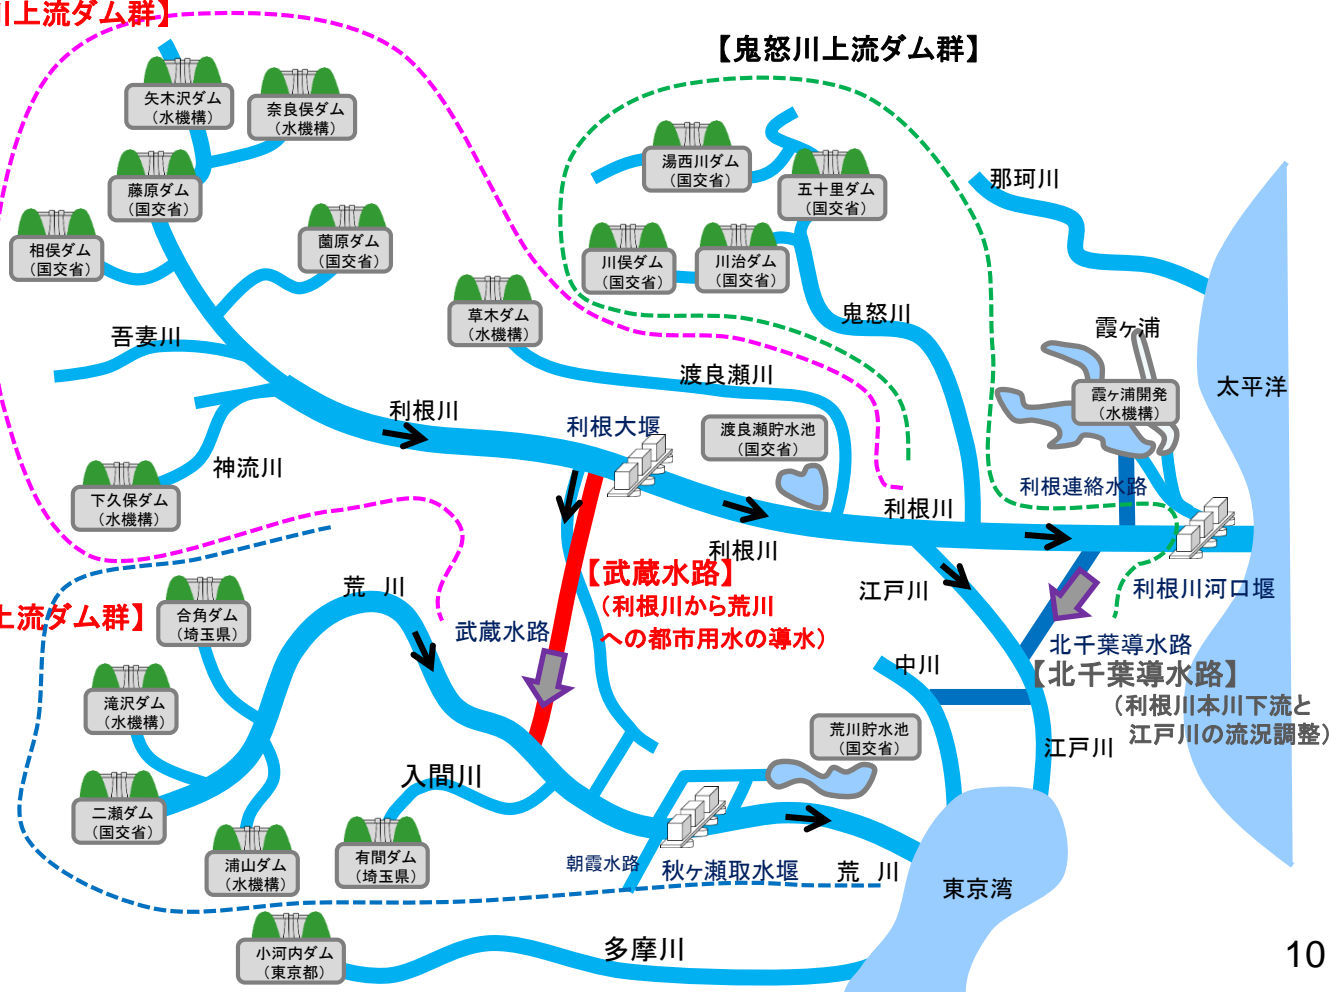 川上流ダム群】
【鬼怒川上流ダム群】
矢木沢ダム
（水機構）
奈良俣ダム
（水機構）
藤原ダム
（国交省）
相俣ダム
（国交省）
薗原ダム
（国交省）
湯西川ダム
（国交省）
五十里ダム
（国交省）
川俣ダム
（国交省）
川治ダム
（国交省）
那珂川
草木ダム
（水機構）
鬼怒川
吾妻川
渡良瀬川
霞ヶ浦
霞ヶ浦開発
（水機構）
太平洋
利根川
利根大堰
渡良瀬貯水池
（国交省）
神流川
下久保ダム
（水機構）
利根連絡水路
利根川
利根川
利根川河口堰
【武蔵水路】
（利根川から荒川
への都市用水の導水）
荒　川
江戸川
上流ダム群】
合角ダム
（埼玉県）
武蔵水路
北千葉導水路
【北千葉導水路】
（利根川本川下流と
江戸川の流況調整）
中川
滝沢ダム
（水機構）
荒川貯水池
（国交省）
江戸川
入間川
二瀬ダム
（国交省）
浦山ダム
（水機構）
有間ダム
（埼玉県）
朝霞水路
秋ヶ瀬取水堰
荒　川
東京湾
小河内ダム
（東京都）
多摩川
10